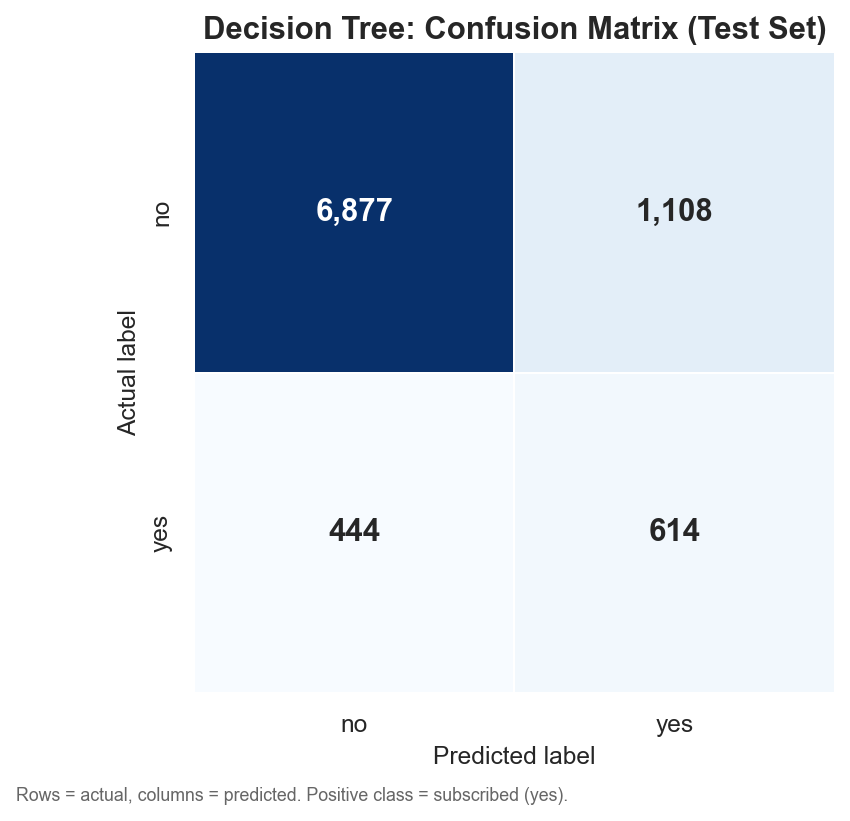 Decision Tree: Confusion Matrix (Test Set)
Actual label
no
6,877 1,108
yes
444 614
no yes
Predicted label
Rows = actual, columns = predicted. Positive class = subscribed (yes).